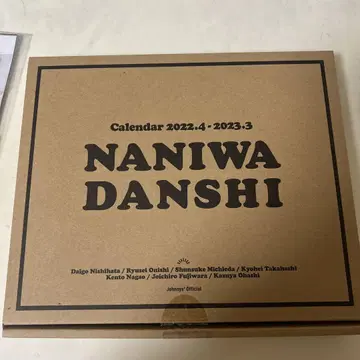 Calendar 2022.4-2023.3
NANIWA
DANSHI
Daigo Nishihata / Ryusei Onishi / Shunsuke Michieda / Kyohei Takahashi
Kento Nagao / Joichiro Fujiwara / Kazuya Ohashi
Johnnys' Official